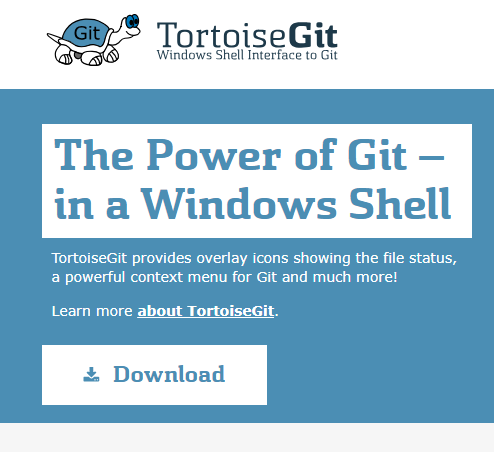 Git
TortoiseGit
Windows Shell Interface to Git
The Power of Git –
in a Windows Shell
TortoiseGit provides overlay icons showing the file status,
a powerful context menu for Git and much more!
Learn more about TortoiseGit.
Download